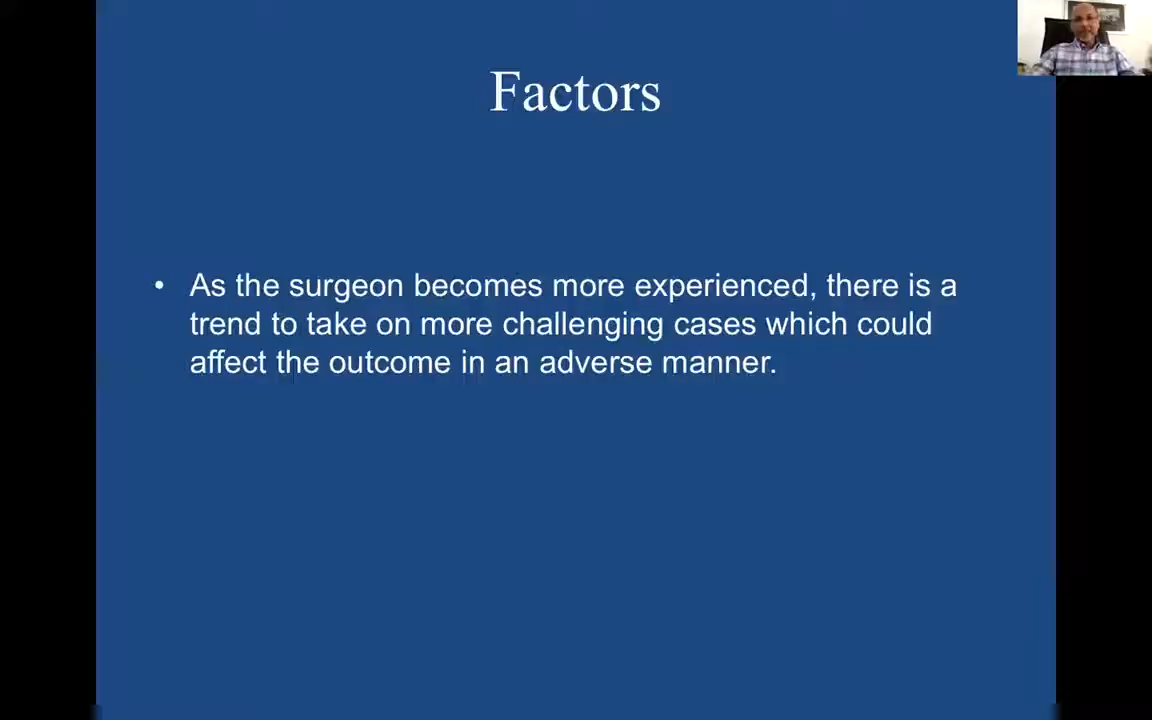 Factors
• As the surgeon becomes more experienced, there is a
trend to take on more challenging cases which could
affect the outcome in an adverse manner.